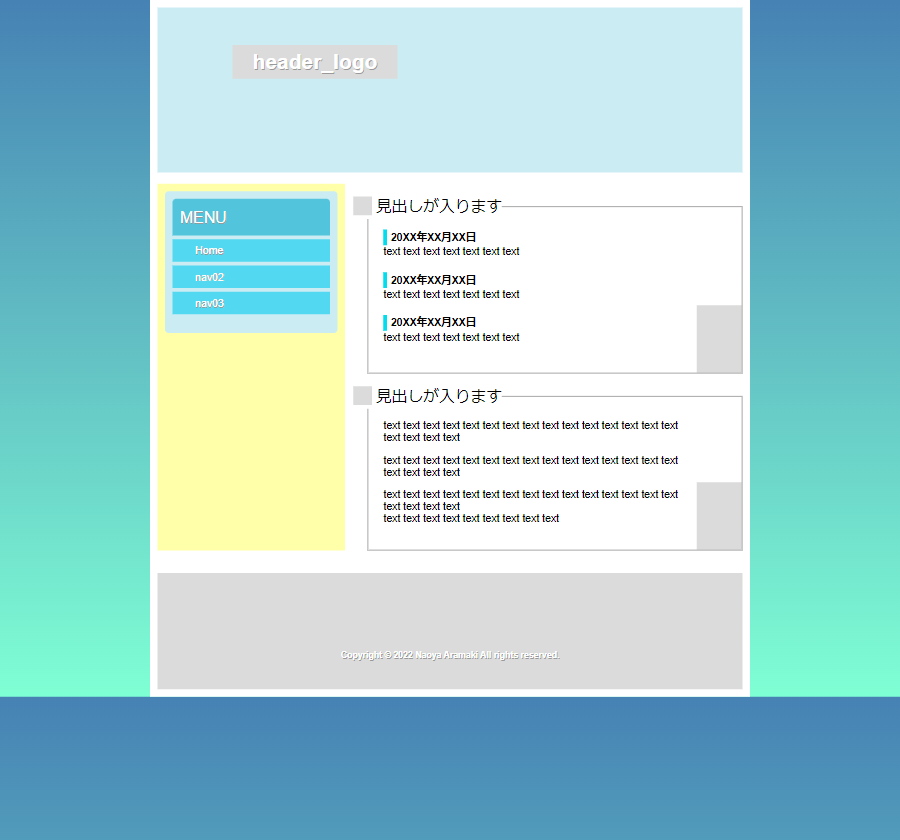 header_logo
MENU
Home
nav02
nav03
見出しが入ります
20XX年XX月XX日
text text text text text text text
20XX年XX月XX日
text text text text text text text
20XX年XX月XX日
text text text text text text text
見出しが入ります
text text text text text text text text text text text text text text text
text text text text
text text text text text text text text text text text text text text text
text text text text
text text text text text text text text text text text text text text text
text text text text
text text text text text text text text text
Copyright © 2022 Naoya Aramaki All rights reserved.